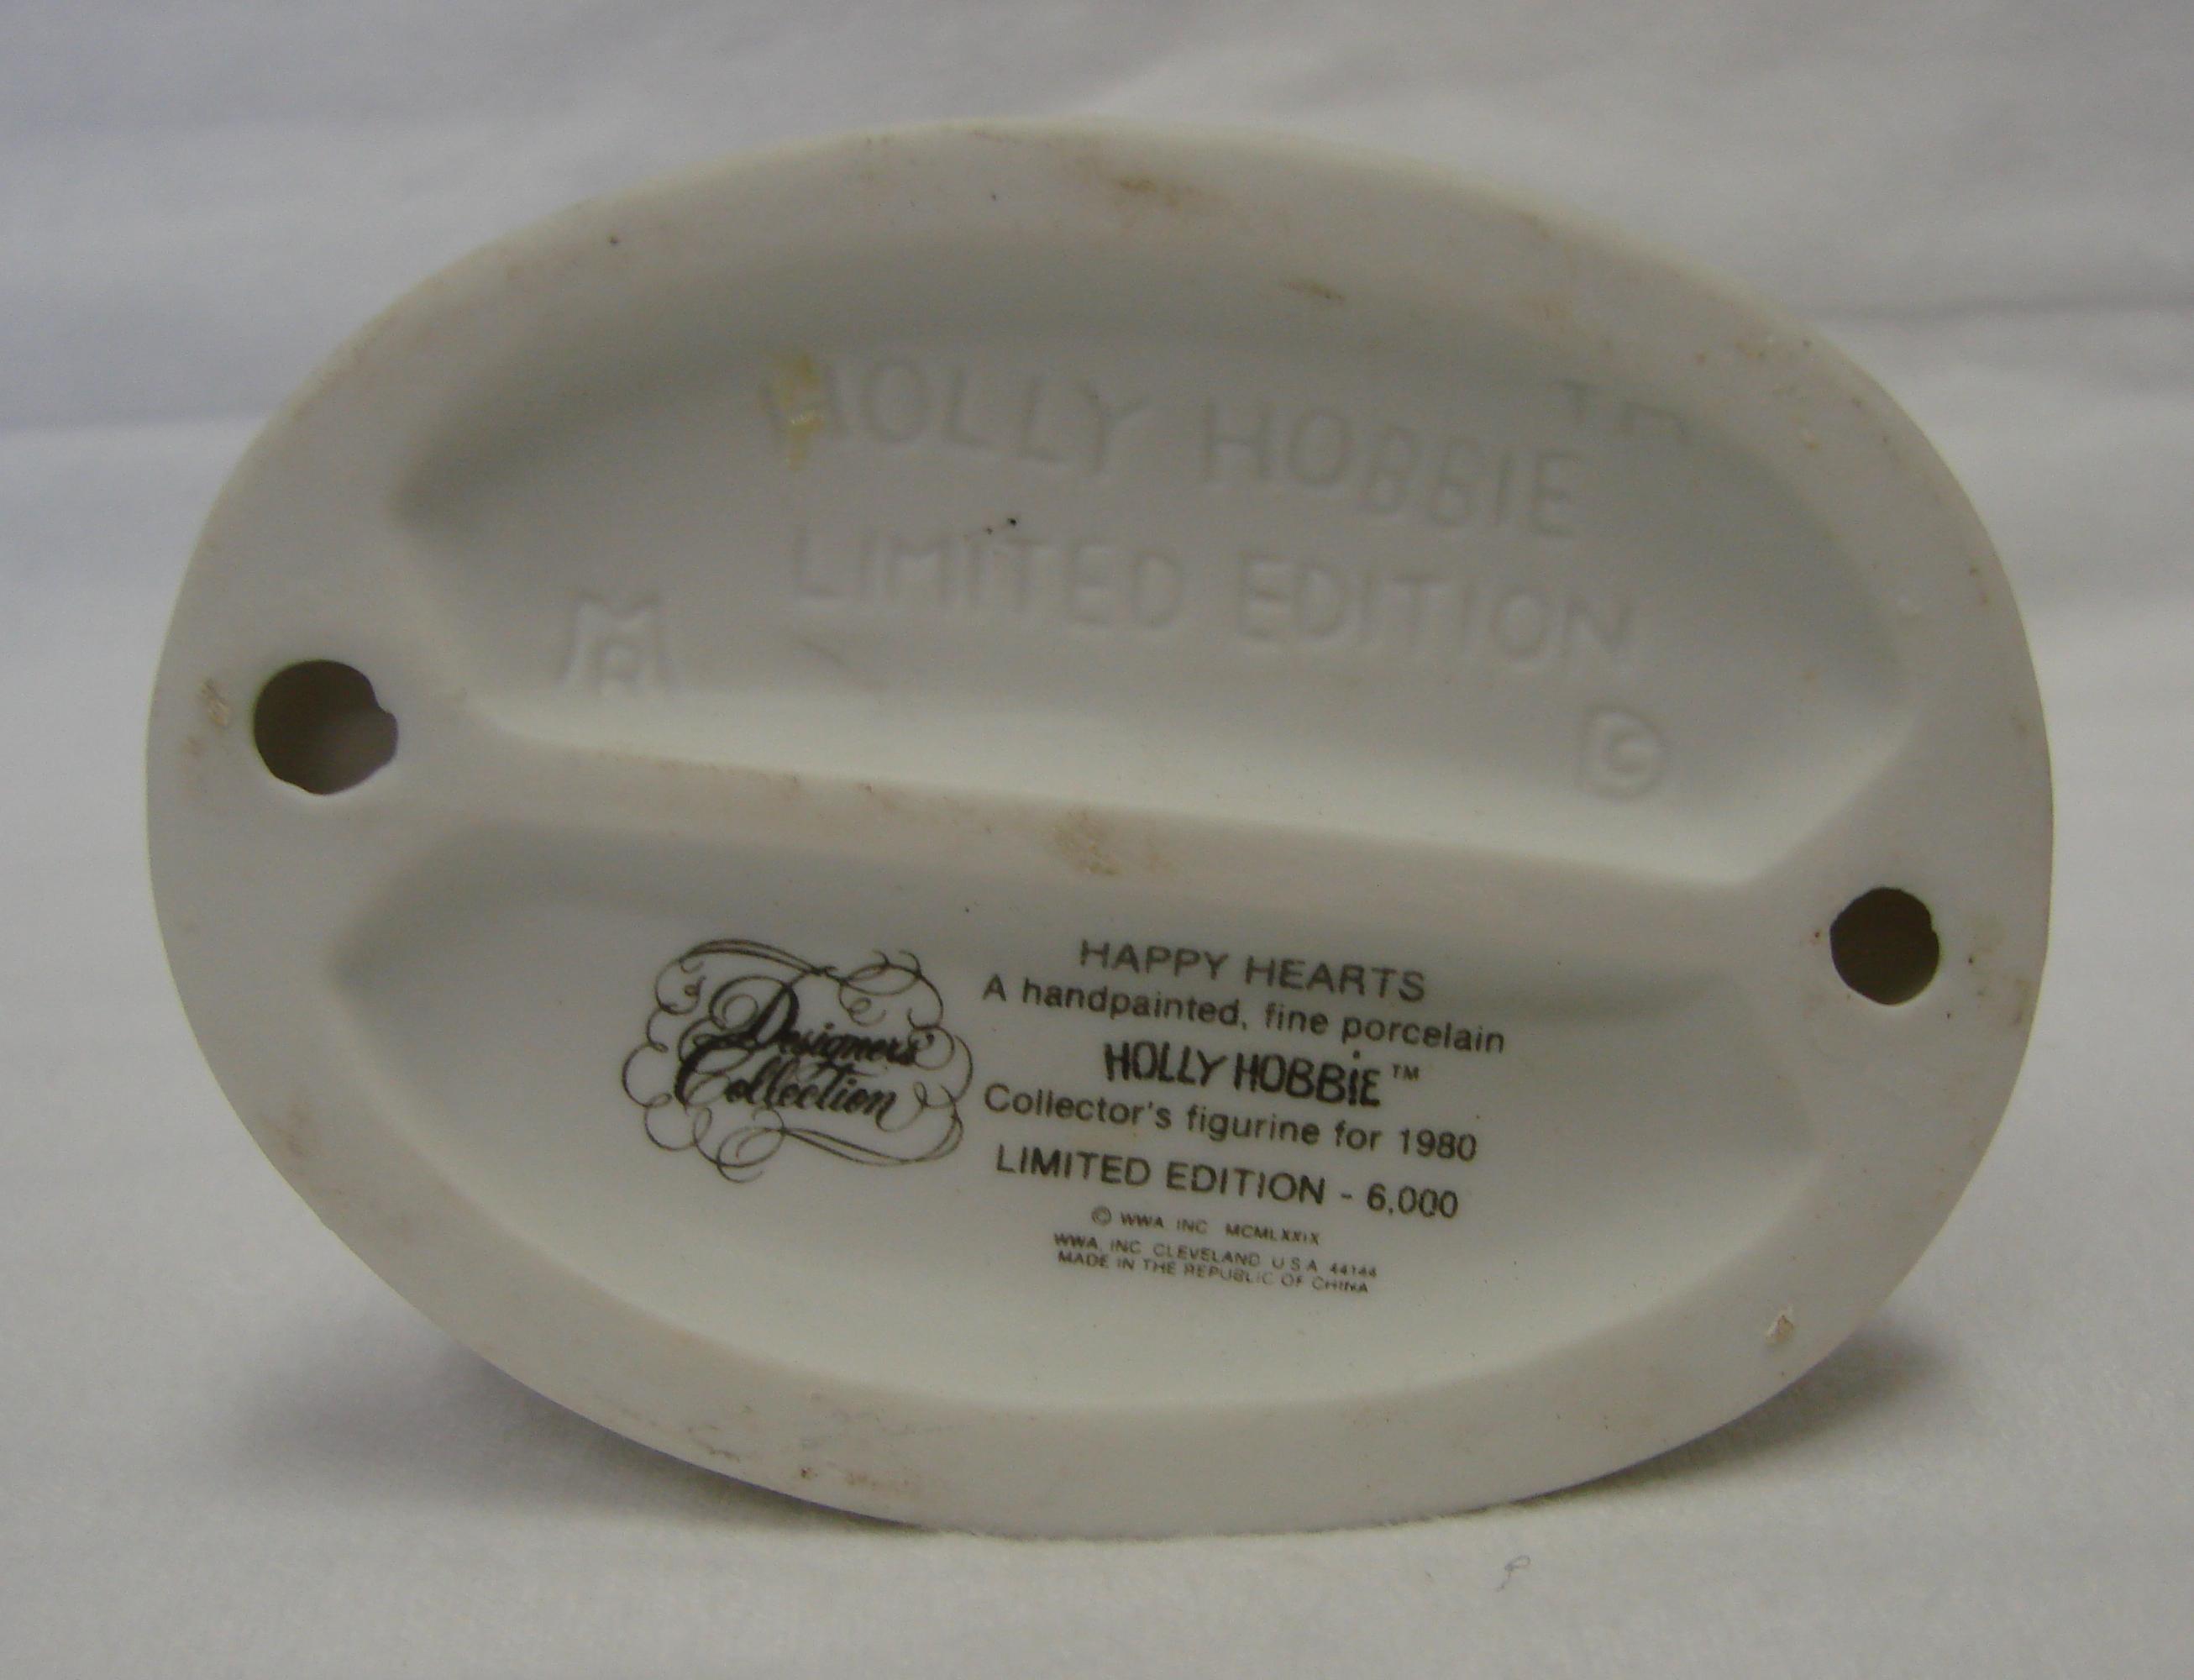 HOLLY HOBBIE TM
LIMITED EDITION
©
Designers'
Collection
HAPPY HEARTS
A handpainted, fine porcelain
HOLLY HOBBiE™
Collector's figurine for 1980
LIMITED EDITION - 6,000
© WWA INC MCMLXXIX
WWA, INC CLEVELAND U S A 44144
MADE IN THE REPUBLIC OF CHINA